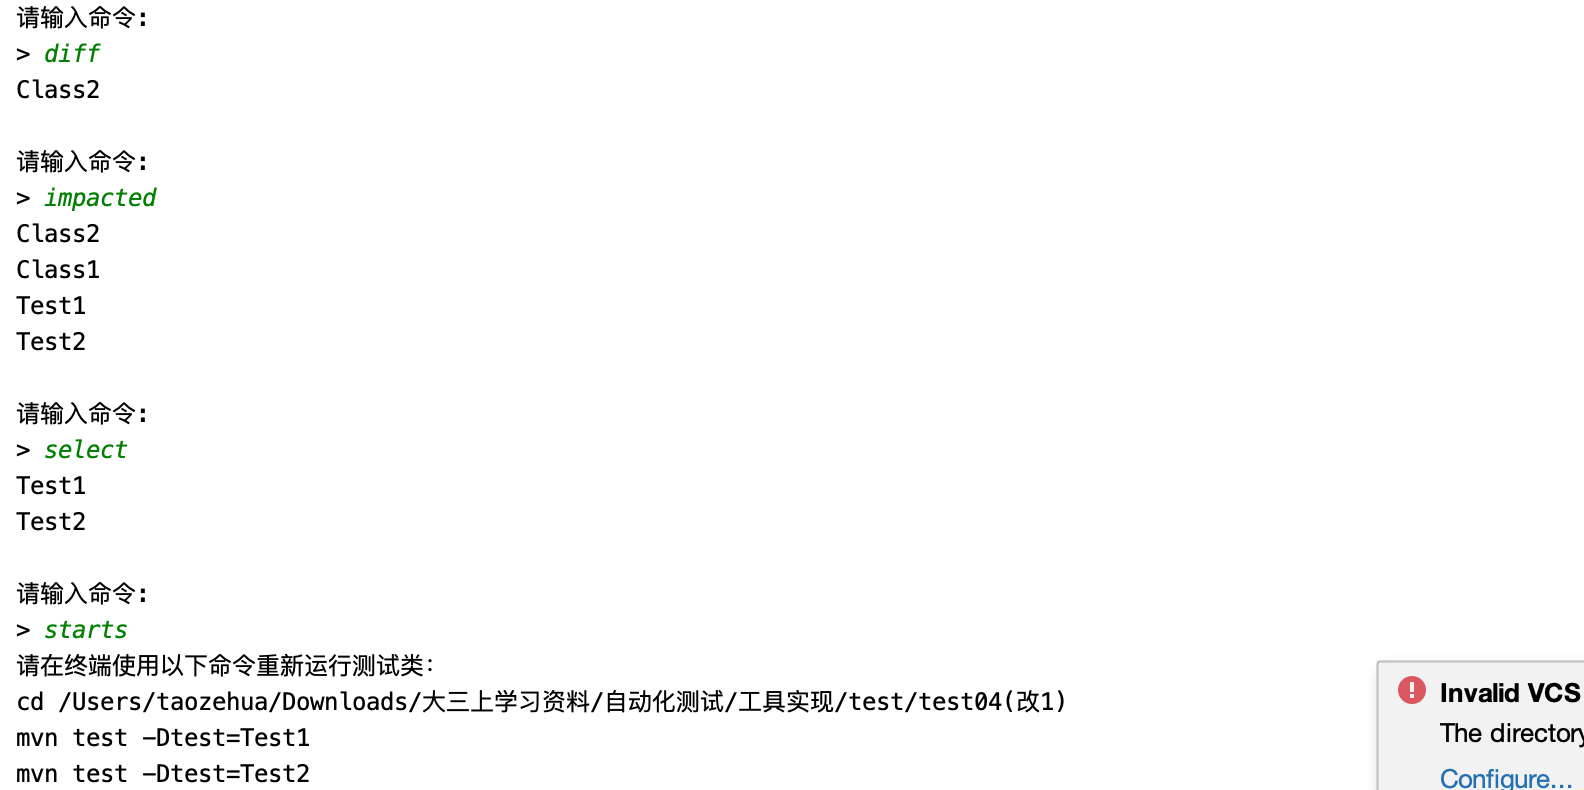 请输入命令:
> diff
Class2
请输入命令:
> impacted
Class2
Class1
Test1
Test2
请输入命令:
> select
Test1
Test2
请输入命令:
> starts
请在终端使用以下命令重新运行测试类:
cd /Users/taozehua/Downloads/大三上学习资料/自动化测试/工具实现/test/test04(改1)
mvn test -Dtest=Test1
mvn test -Dtest=Test2
Invalid VCS
The directory
Configure...